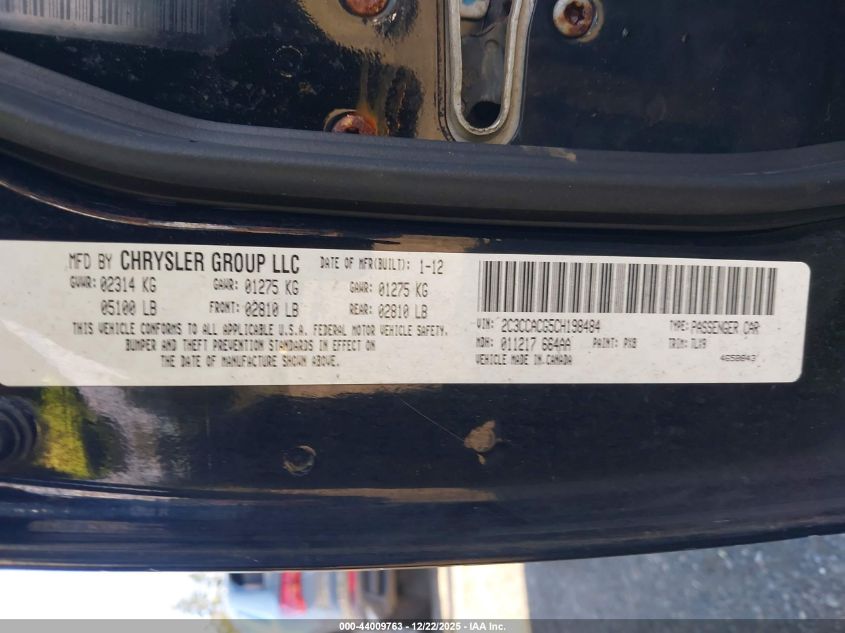 MFD BY CHRYSLER GROUP LLC DATE OF MFR(BUILT): 1-12
GVWR: 02314 KG GAWR: 01275 KG GAWR: 01275 KG
05100 LB FRONT: 02810 LB REAR: 02810 LB
THIS VEHICLE CONFORMS TO ALL APPLICABLE U.S.A. FEDERAL MOTOR VEHICLE SAFETY,
BUMPER AND THEFT PREVENTION STANDARDS IN EFFECT ON
THE DATE OF MANUFACTURE SHOWN ABOVE.
VIN: 2C3CCACG5CH198484 TYPE: PASSENGER CAR
MDH: 011217 664AA PAINT: PX8 TRIM: TLX9
VEHICLE MADE IN CANADA 4658843
000-44009763 - 12/22/2025 - IAA Inc.